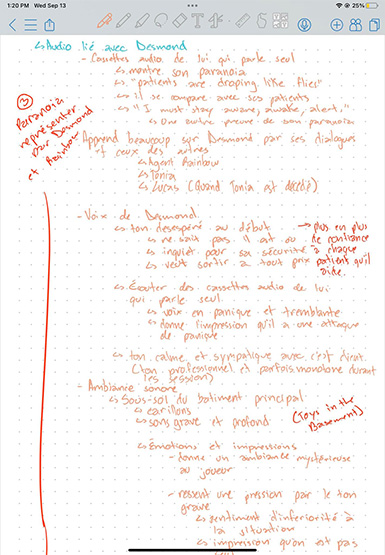 1:20 PM Wed Sep 13
25%
↳ Audio lié avec Desmond
- Cassettes audio de lui qui parle seul
↳ montre son paranoia
↳ "patients are droping like flies"
↳ il se compare avec ses patients
↳ "I must stay aware, awake, alert."
↳ Une autre preuve de son paranoia
③ Paranoia
représenter
par Desmond
et Rainbow
Apprend beaucoup sur Desmond par ses dialogues
et ceux des autres
↳ Agent Rainbow
↳ Tonia
↳ Lucas (Quand Tonia est décédé)
- Voix de Desmond
↳ ton desespéré au début
↳ ne sait pas il est où
↳ inquiet pour sa sécurité
↳ veut sortir à tout prix
→ plus en plus
de confiance
à chaque
patient qu'il
aide.
↳ Écouter des cassettes audio de lui
qui parle seul.
↳ voix en panique et tremblante
↳ donne l'impression qu'il a une attaque
de panique
↳ ton calme et sympatique avec
(ton professionnel et parfois monotone durant
les session)
- Ambiance sonore
↳ Sous-sol du batiment principal
↳ carillons
↳ sons grave et profond
(Toys in the
Basement)
↳ Émotions et impressions
- donne un ambiance mystérieuse
au joueur
- ressent une pression par le ton
grave
↳ sentiment d'inferiorité à
la situation
↳ impression qu'on est pas